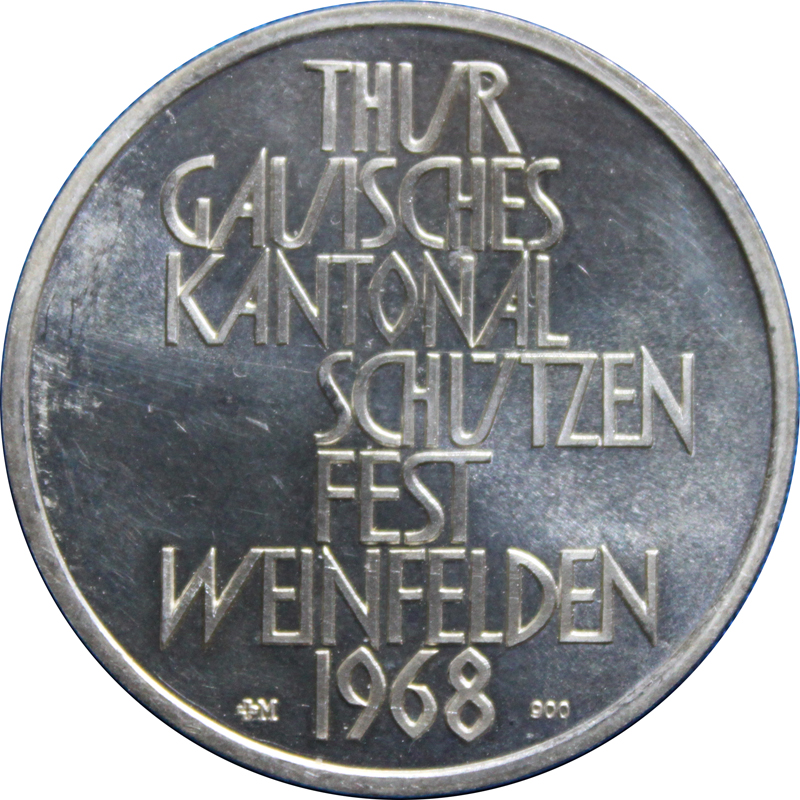 THUR
GAUISCHES
KANTONAL
SCHUTZEN
FEST
WEINFELDEN
1968
M
900